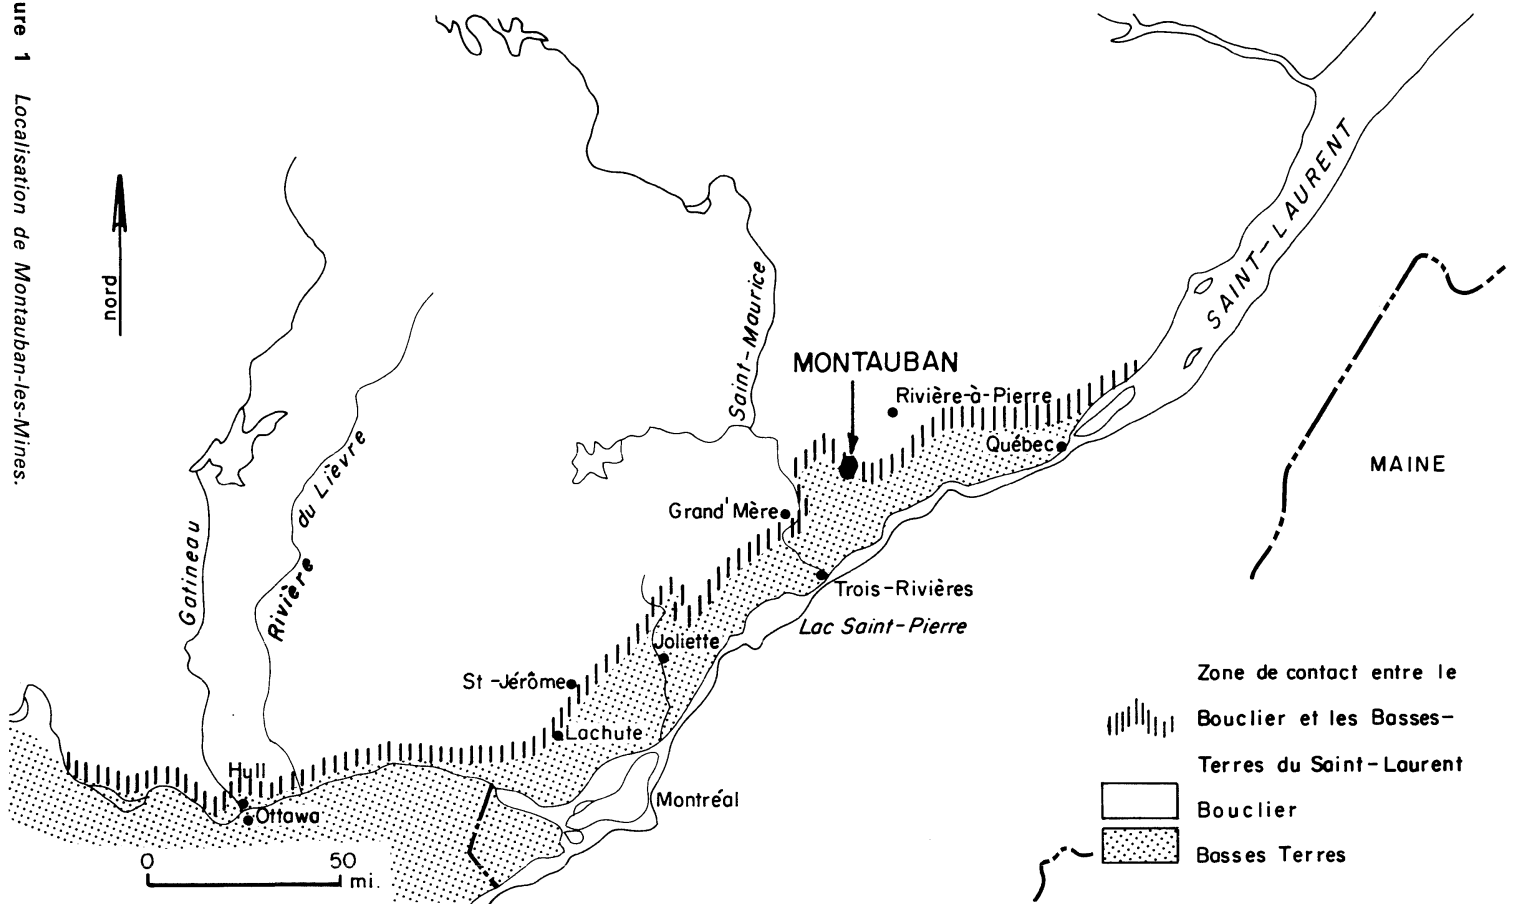 ure 1 Localisation de Montauban-les-Mines.
nord
SAINT-LAURENT
Saint-Maurice
MONTAUBAN
Rivière-à-Pierre
Québec
MAINE
Grand'Mère
Trois-Rivières
Lac Saint-Pierre
Gatineau
Rivière du Lièvre
Joliette
St-Jérôme
Lachute
Hull
Ottawa
Montréal
0 50 mi.
Zone de contact entre le
Bouclier et les Basses-
Terres du Saint-Laurent
Bouclier
Basses Terres